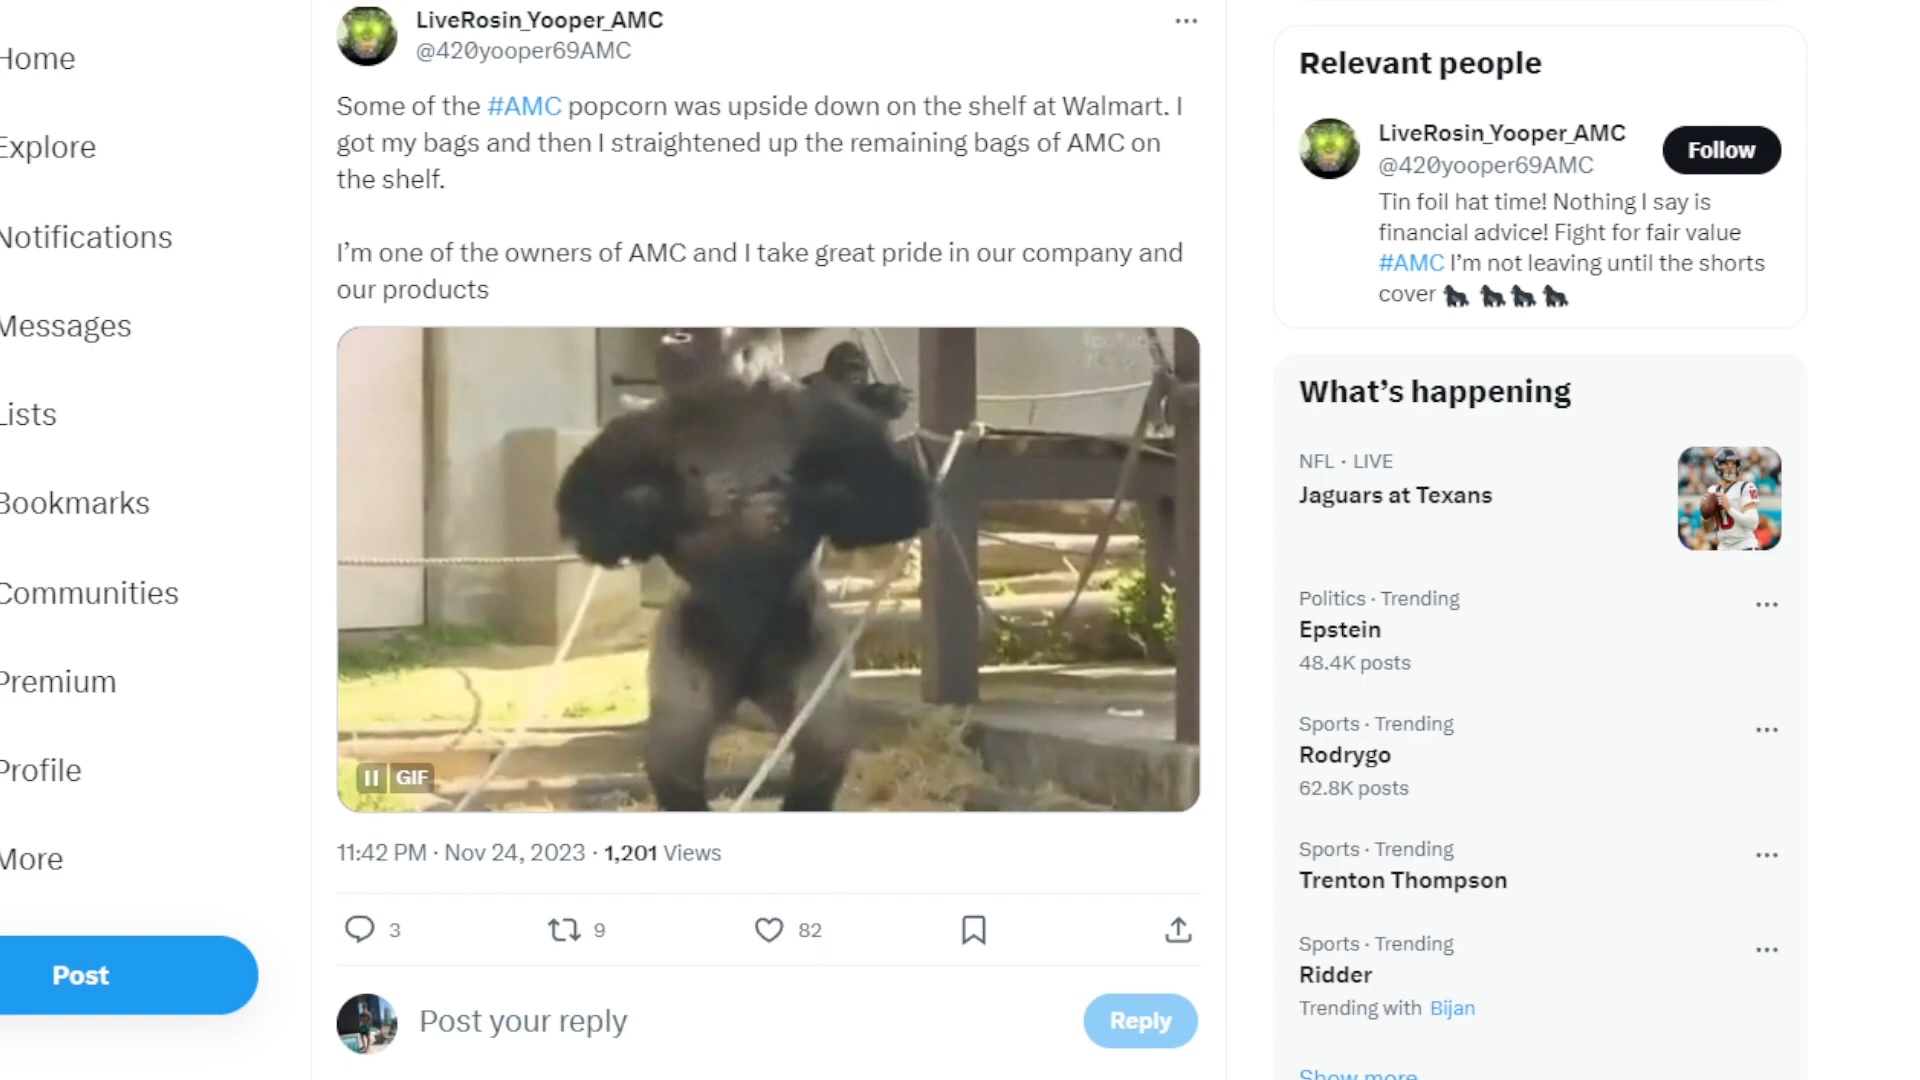 Home
Explore
Notifications
Messages
Lists
Bookmarks
Communities
Premium
Profile
More
Post
LiveRosin_Yooper_AMC
@420yooper69AMC
Some of the #AMC popcorn was upside down on the shelf at Walmart. I
got my bags and then I straightened up the remaining bags of AMC on
the shelf.
I’m one of the owners of AMC and I take great pride in our company and
our products
GIF
11:42 PM · Nov 24, 2023 · 1,201 Views
3 9 82
Post your reply
Reply
Relevant people
LiveRosin_Yooper_AMC
@420yooper69AMC
Follow
Tin foil hat time! Nothing I say is
financial advice! Fight for fair value
#AMC I’m not leaving until the shorts
cover 🦍 🦍🦍🦍
What’s happening
NFL · LIVE
Jaguars at Texans
Politics · Trending
Epstein
48.4K posts
Sports · Trending
Rodrygo
62.8K posts
Sports · Trending
Trenton Thompson
Sports · Trending
Ridder
Trending with Bijan
Show more